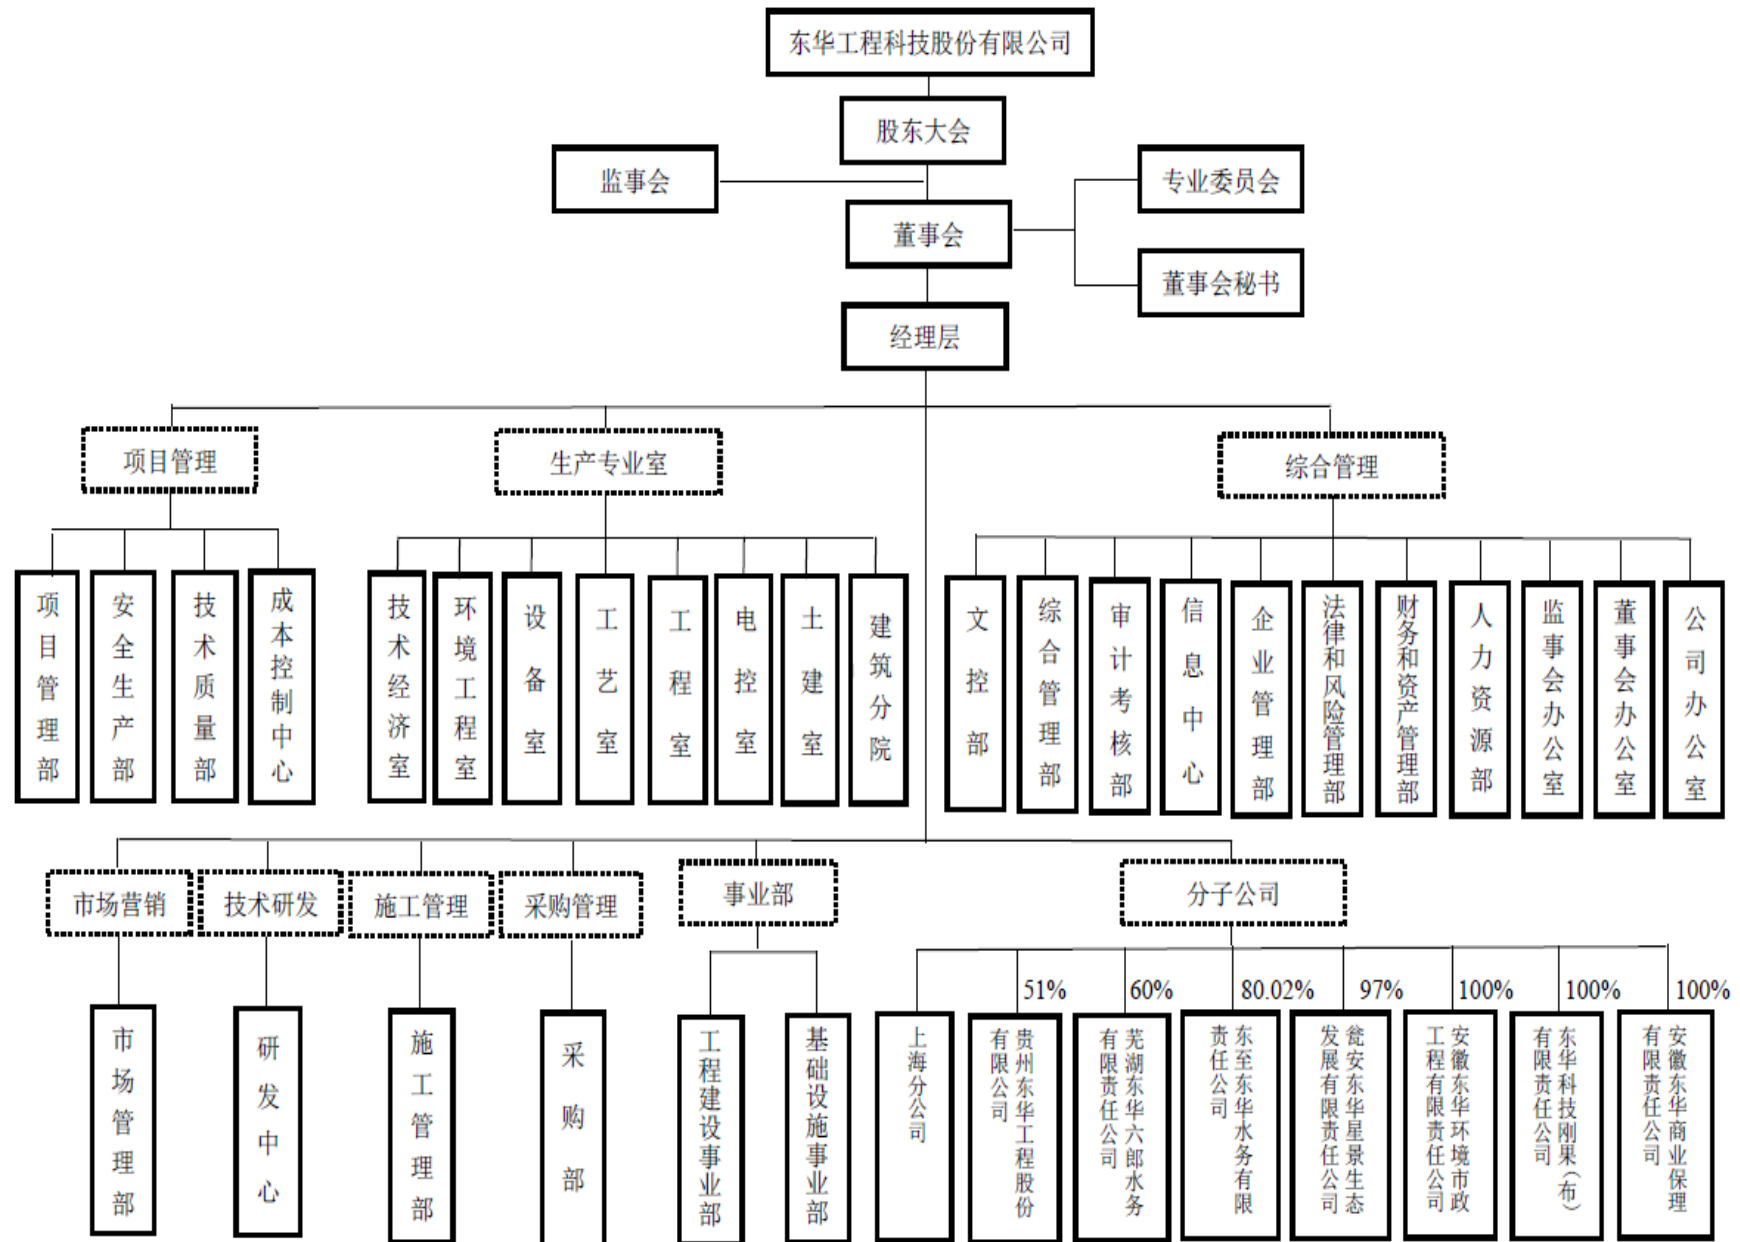 东华工程科技股份有限公司
股东大会
监事会
专业委员会
董事会
董事会秘书
经理层
项目管理
生产专业室
综合管理
项目管理部
安全生产部
技术质量部
成本控制中心
技术经济室
环境工程室
设备室
工艺室
工程室
电控室
土建室
建筑分院
文控部
综合管理部
审计考核部
信息中心
企业管理部
法律和风险管理部
财务和资产管理部
人力资源部
监事会办公室
董事会办公室
公司办公室
市场营销
技术研发
施工管理
采购管理
事业部
分子公司
51%
60%
80.02%
97%
100%
100%
100%
市场管理部
研发中心
施工管理部
采购部
工程建设事业部
基础设施事业部
上海分公司
贵州东华工程股份
有限公司
芜湖东华六郎水务
有限责任公司
东至东华水务有限
责任公司
瓮安东华星景生态
发展有限责任公司
安徽东华环境市政
工程有限责任公司
东华科技刚果（布）
有限责任公司
安徽东华商业保理
有限责任公司